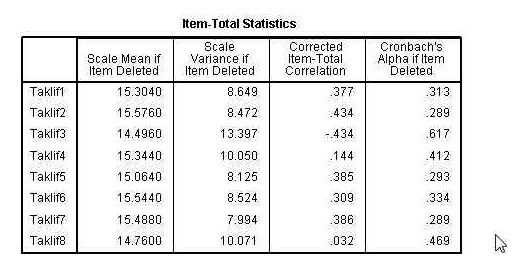 Item-Total Statistics
Scale Mean if Item Deleted	Scale Variance if Item Deleted	Corrected Item-Total Correlation	Cronbach's Alpha if Item Deleted
Taklif1	15.3040	8.649	.377	.313
Taklif2	15.5760	8.472	.434	.289
Taklif3	14.4960	13.397	-.434	.617
Taklif4	15.3440	10.050	.144	.412
Taklif5	15.0640	8.125	.385	.293
Taklif6	15.5440	8.524	.309	.334
Taklif7	15.4880	7.994	.386	.289
Taklif8	14.7600	10.071	.032	.469